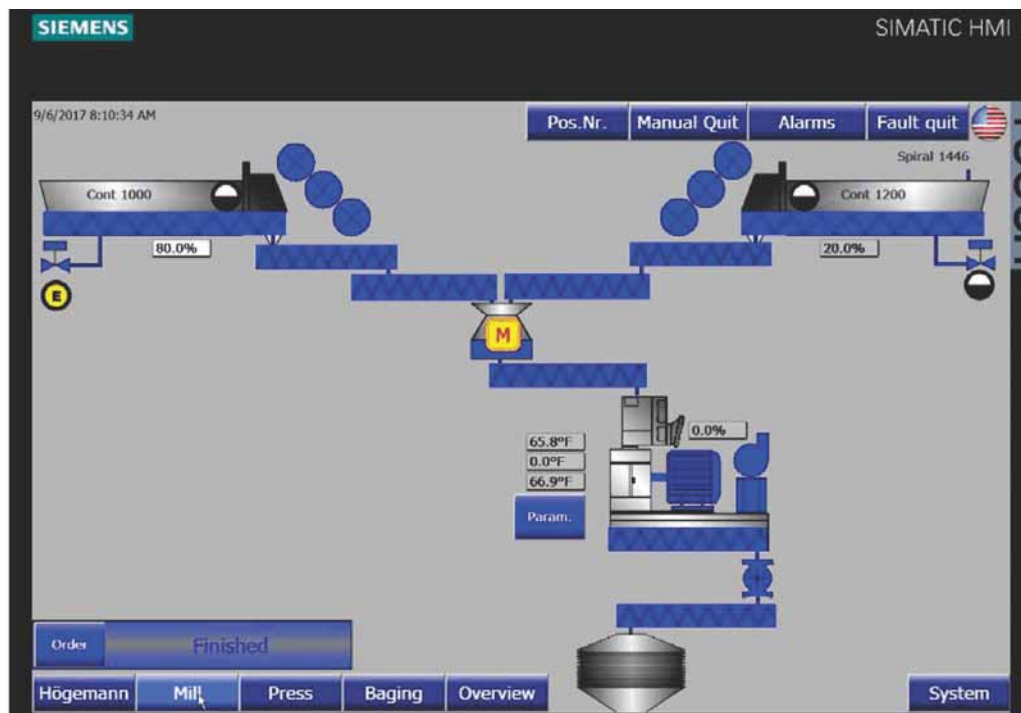 SIEMENS
SIMATIC HMI
9/6/2017 8:10:34 AM
Pos.Nr.
Manual Quit
Alarms
Fault quit
Spiral 1446
Cont 1000
Cont 1200
80.0%
20.0%
E
M
65.8°F
0.0%
0.0°F
66.9°F
Param.
Order
Finished
Högemann
Mill
Press
Baging
Overview
System